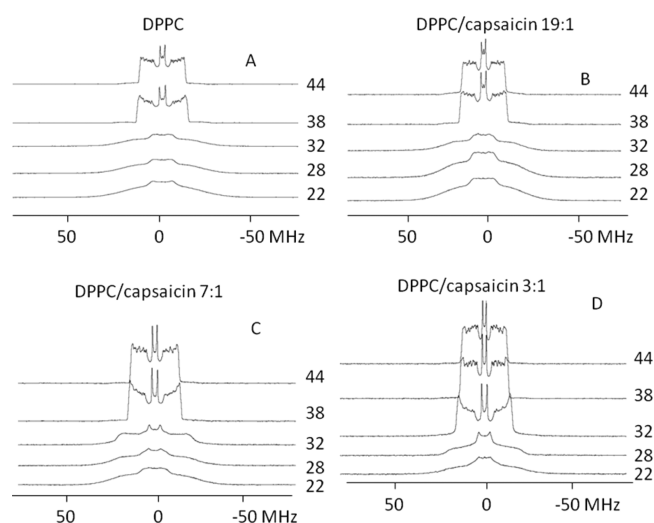 DPPC
A
44
38
32
28
22
50 0 -50 MHz
DPPC/capsaicin 19:1
B
44
38
32
28
22
50 0 -50 MHz
DPPC/capsaicin 7:1
C
44
38
32
28
22
50 0 -50 MHz
DPPC/capsaicin 3:1
D
44
38
32
28
22
50 0 -50 MHz